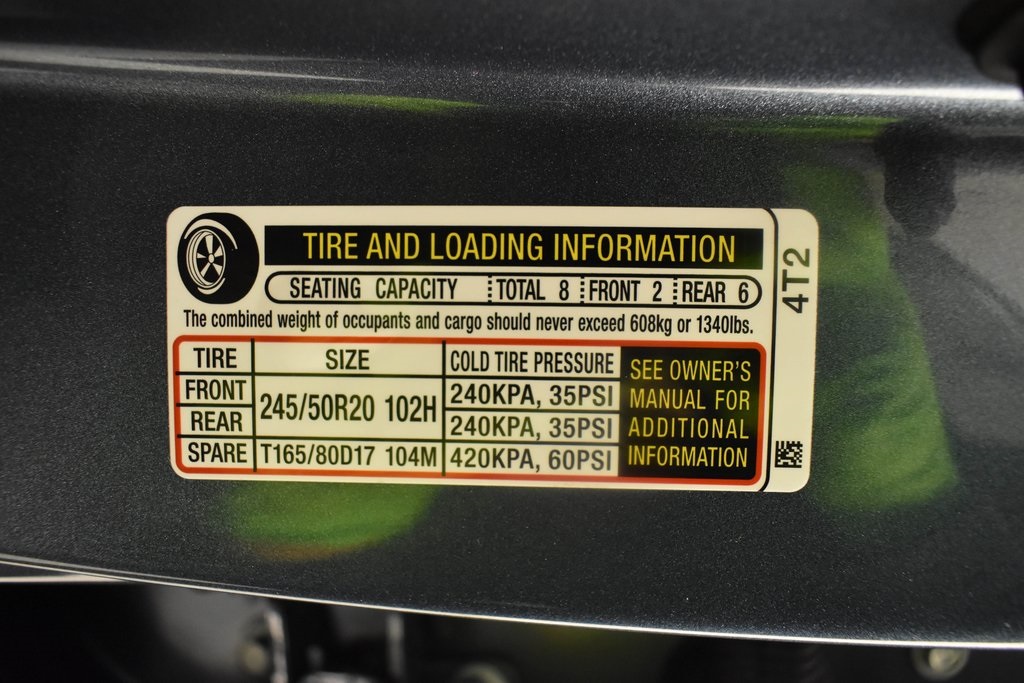 TIRE AND LOADING INFORMATION
SEATING CAPACITY TOTAL 8 FRONT 2 REAR 6
The combined weight of occupants and cargo should never exceed 608kg or 1340lbs.
TIRE SIZE COLD TIRE PRESSURE
FRONT 245/50R20 102H 240KPA, 35PSI
REAR 240KPA, 35PSI
SPARE T165/80D17 104M 420KPA, 60PSI
SEE OWNER'S
MANUAL FOR
ADDITIONAL
INFORMATION
4T2